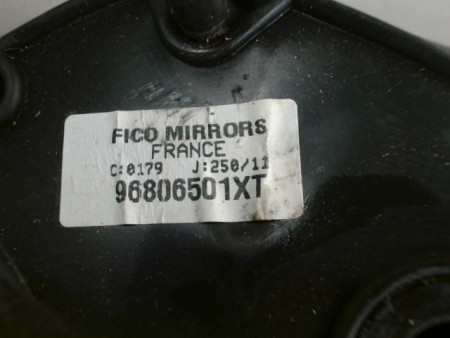 FICO MIRRORS
FRANCE
C:0179 J:250/11
96806501XT